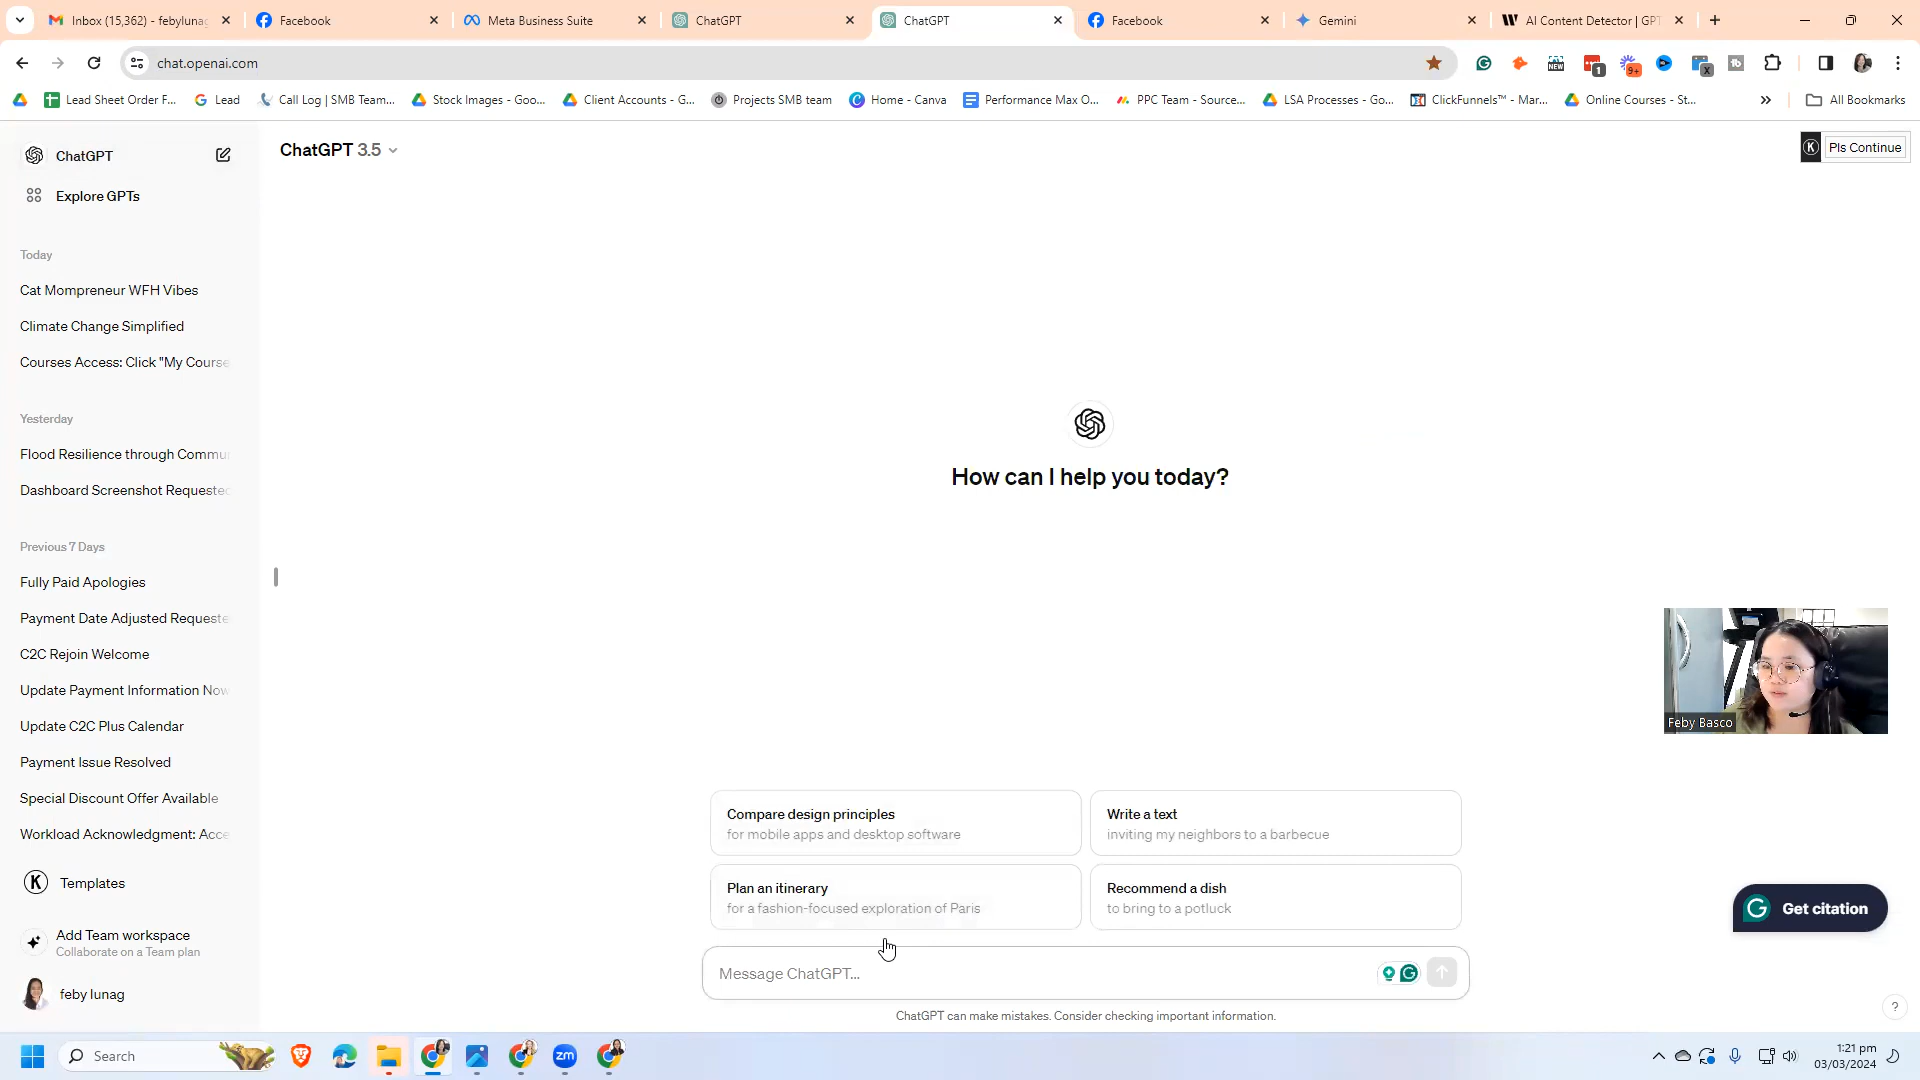 Inbox (15,362) - febyluna
Facebook
Meta Business Suite
ChatGPT
ChatGPT
Facebook
Gemini
AI Content Detector | GPT
chat.openai.com
NEW
1
9+
X
Lead Sheet Order F...
Lead
Call Log | SMB Team...
Stock Images - Goo...
Client Accounts - G...
Projects SMB team
Home - Canva
Performance Max O...
PPC Team - Source...
LSA Processes - Go...
ClickFunnels™ - Mar...
Online Courses - St...
All Bookmarks
ChatGPT
Explore GPTs
Today
Cat Mompreneur WFH Vibes
Climate Change Simplified
Courses Access: Click "My Course
Yesterday
Flood Resilience through Commu
Dashboard Screenshot Requested
Previous 7 Days
Fully Paid Apologies
Payment Date Adjusted Requeste
C2C Rejoin Welcome
Update Payment Information Now
Update C2C Plus Calendar
Payment Issue Resolved
Special Discount Offer Available
Workload Acknowledgment: Acce
K Templates
Add Team workspace
Collaborate on a Team plan
feby lunag
ChatGPT 3.5
K Pls Continue
How can I help you today?
Feby Basco
Compare design principles
for mobile apps and desktop software
Write a text
inviting my neighbors to a barbecue
Plan an itinerary
for a fashion-focused exploration of Paris
Recommend a dish
to bring to a potluck
Get citation
Message ChatGPT...
ChatGPT can make mistakes. Consider checking important information.
?
Search
zm
1:21 pm
03/03/2024